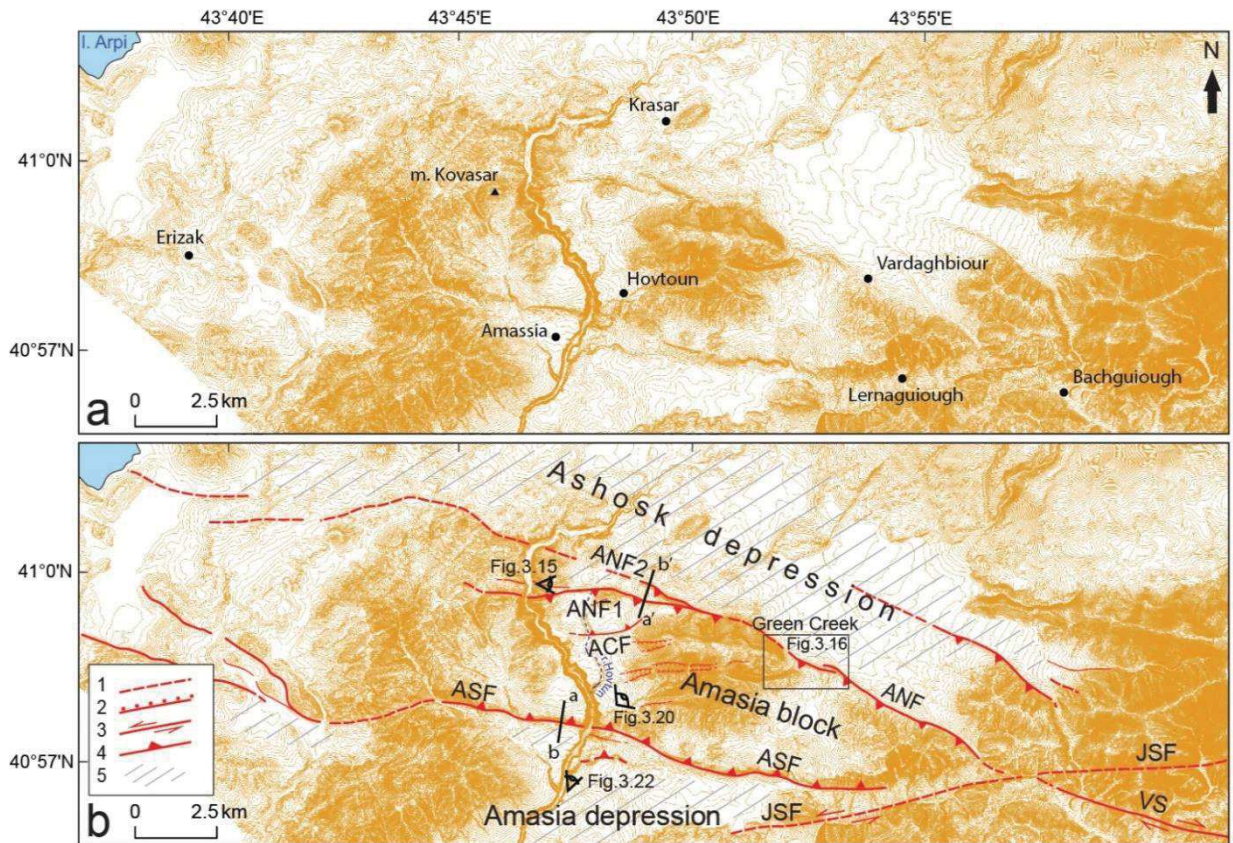 43°40'E 43°45'E 43°50'E 43°55'E
l. Arpi
N
Krasar
41°0'N
m. Kovasar
Erizak
Vardaghbiour
Hovtoun
Amassia
40°57'N
Bachguiough
Lernaguiough
0 2.5 km
a
Ashosk depression
41°0'N
Fig.3.15
ANF2
b'
ANF1
a'
Green Creek
Fig.3.16
ACF
r.Hovtun
ASF
a
Amasia block
ANF
Fig.3.20
1
2
3
4
5
b
40°57'N
ASF
JSF
Fig.3.22
VS
0 2.5 km
b
Amasia depression
JSF